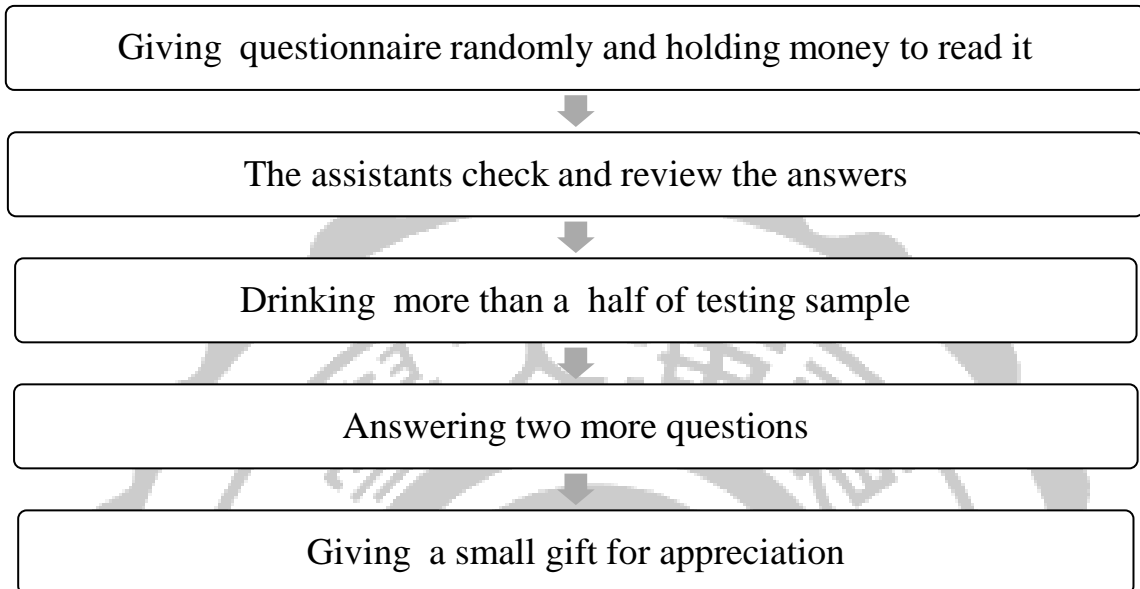 Giving questionnaire randomly and holding money to read it
The assistants check and review the answers
Drinking more than a half of testing sample
Answering two more questions
Giving a small gift for appreciation